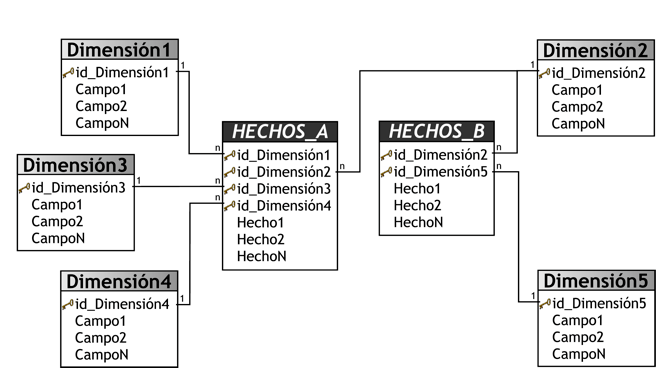 Dimensión1
id_Dimensión1
Campo1
Campo2
CampoN
1
Dimensión3
id_Dimensión3
Campo1
Campo2
CampoN
1
Dimensión4
id_Dimensión4
Campo1
Campo2
CampoN
1
HECHOS_A
n
id_Dimensión1
id_Dimensión2
n
n
id_Dimensión3
n
id_Dimensión4
Hecho1
Hecho2
HechoN
HECHOS_B
id_Dimensión2
n
id_Dimensión5
n
Hecho1
Hecho2
HechoN
Dimensión2
1
id_Dimensión2
Campo1
Campo2
CampoN
Dimensión5
1
id_Dimensión5
Campo1
Campo2
CampoN